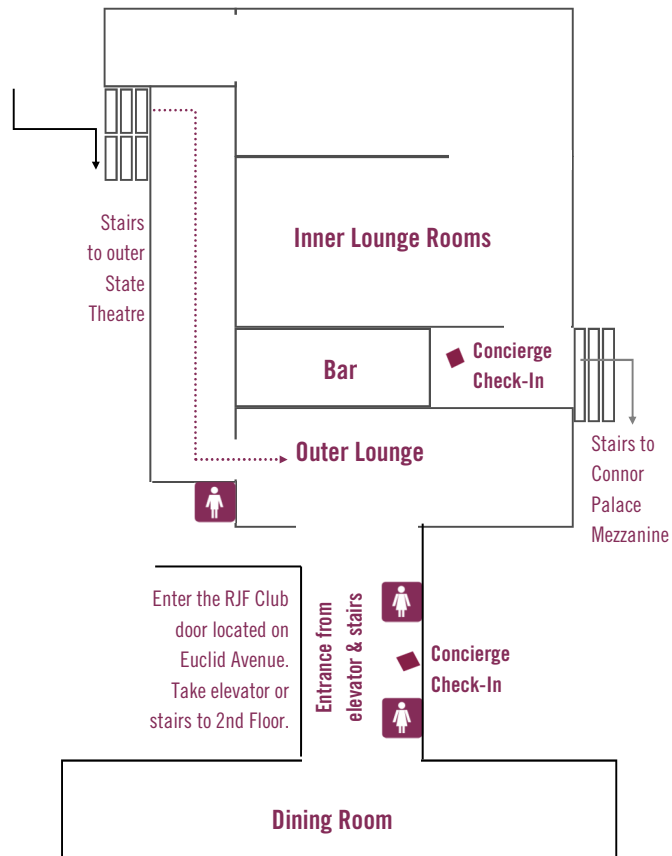 Stairs
to outer
State
Theatre
Inner Lounge Rooms
Bar
Concierge
Check-In
Outer Lounge
Stairs to
Connor
Palace
Mezzanine
Enter the RJF Club
door located on
Euclid Avenue.
Take elevator or
stairs to 2nd Floor.
Entrance from
elevator & stairs
Concierge
Check-In
Dining Room